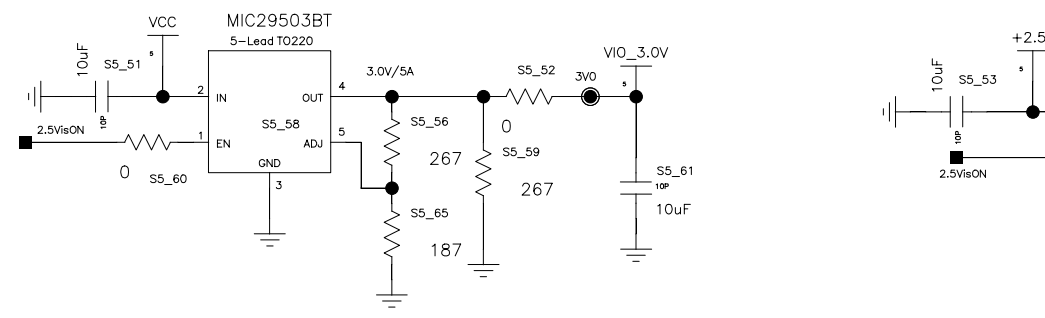 VCC
MIC29503BT
5-Lead TO220
10uF
S5_51
5
10P
2
IN
OUT
4
3.0V/5A
S5_52
0
3V0
VIO_3.0V
5
2.5VisON
0
S5_60
1
EN
S5_58
ADJ
5
GND
3
S5_56
267
S5_59
267
S5_65
187
S5_61
10P
10uF
+2.5
5
10uF
S5_53
10P
2.5VisON